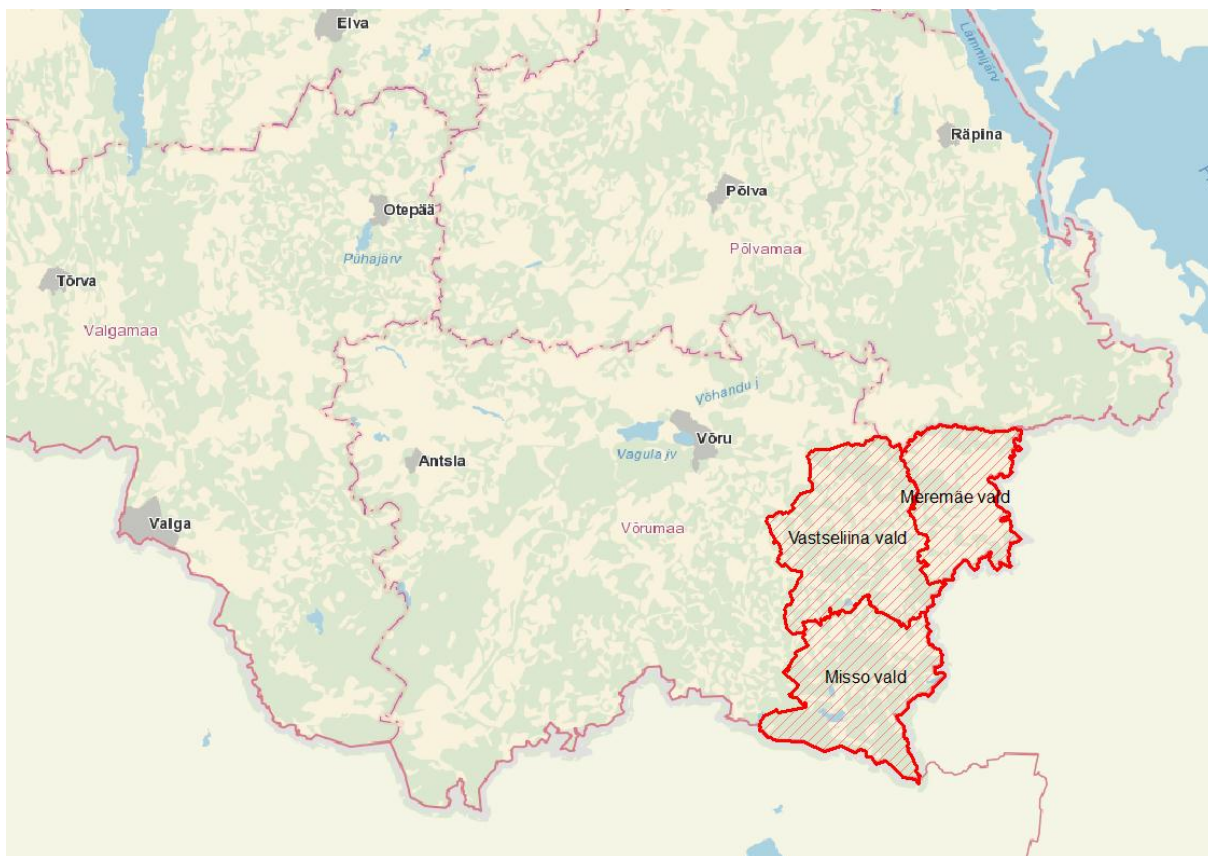 Elva
Lämmijärv
Räpina
Põlva
Otepää
Põlvamaa
Pühajärv
Tõrva
Valgamaa
Võhandu j
Võru
Antsla
Vagula jv
Meremäe vald
Valga
Võrumaa
Vastseliina vald
Misso vald